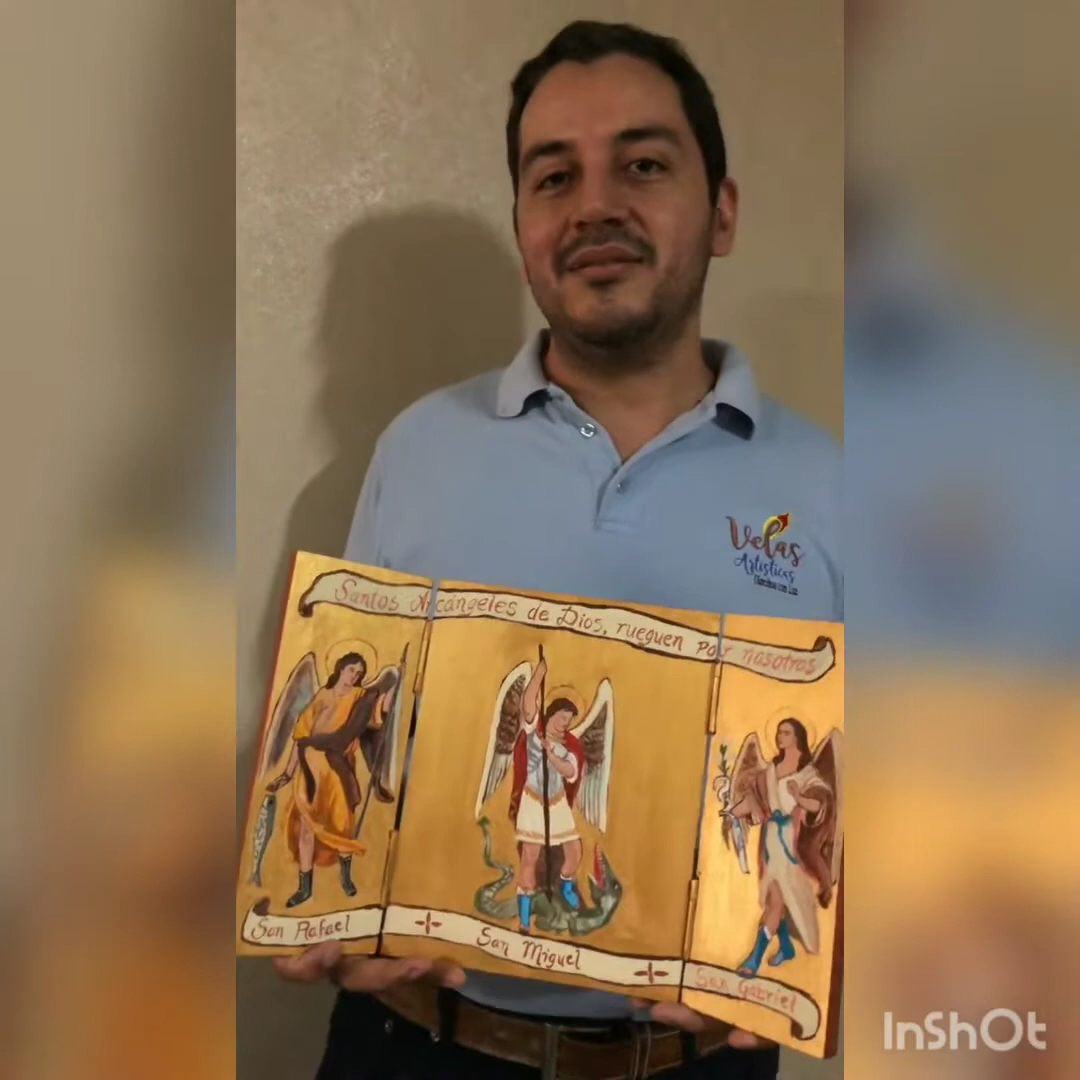 Velas
Artísticas
Santos Arcángeles de Dios, rueguen por nosotros
San Rafael
San Miguel
San Gabriel
InShOt